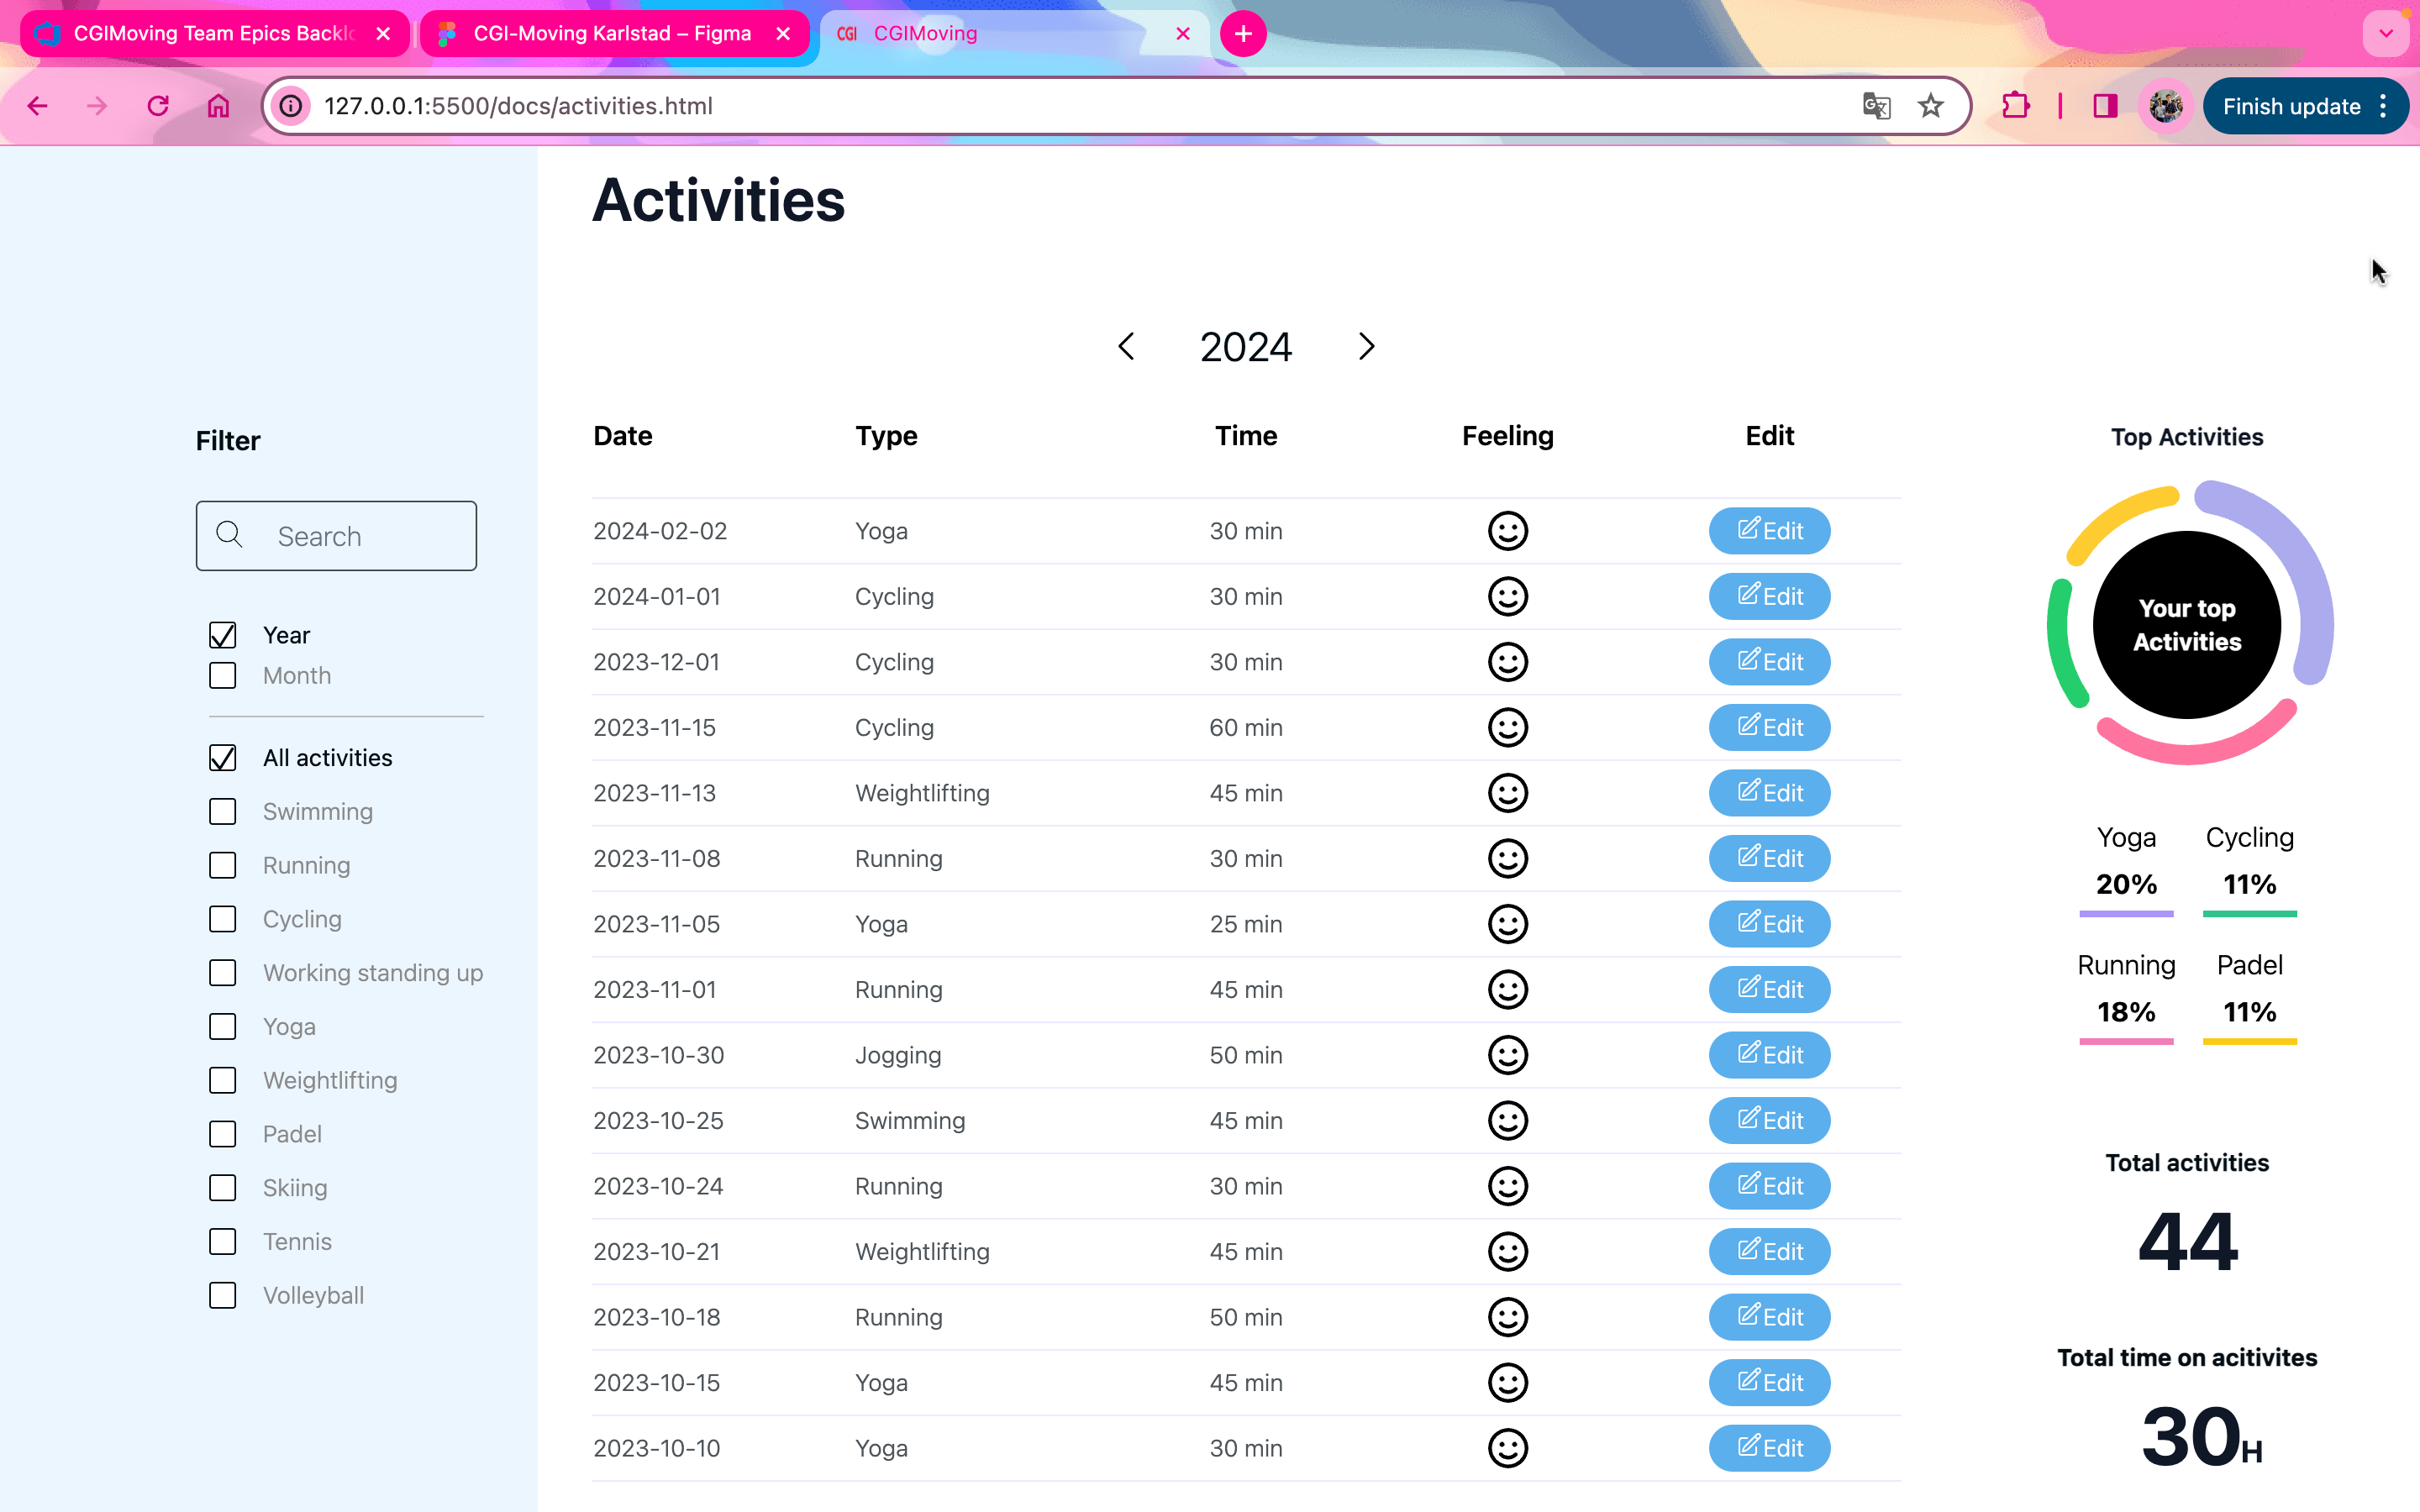 CGIMoving Team Epics Backlo
CGI-Moving Karlstad – Figma
CGI CGIMoving
127.0.0.1:5500/docs/activities.html
Finish update
Activities
2024
Filter
Search
Year
Month
All activities
Swimming
Running
Cycling
Working standing up
Yoga
Weightlifting
Padel
Skiing
Tennis
Volleyball
Date Type Time Feeling Edit
2024-02-02 Yoga 30 min Edit
2024-01-01 Cycling 30 min Edit
2023-12-01 Cycling 30 min Edit
2023-11-15 Cycling 60 min Edit
2023-11-13 Weightlifting 45 min Edit
2023-11-08 Running 30 min Edit
2023-11-05 Yoga 25 min Edit
2023-11-01 Running 45 min Edit
2023-10-30 Jogging 50 min Edit
2023-10-25 Swimming 45 min Edit
2023-10-24 Running 30 min Edit
2023-10-21 Weightlifting 45 min Edit
2023-10-18 Running 50 min Edit
2023-10-15 Yoga 45 min Edit
2023-10-10 Yoga 30 min Edit
Top Activities
Your top
Activities
Yoga Cycling
20% 11%
Running Padel
18% 11%
Total activities
44
Total time on acitivites
30H